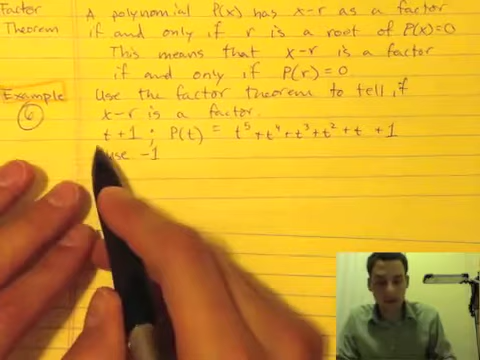 Factor A polynomial P(x) has x-r as a factor
Theorem if and only if r is a root of P(x)=0
This means that x-r is a factor
if and only if P(r)=0
Example Use the factor theorem to tell if
6 x-r is a factor.
t+1 ; P(t) = t⁵+t⁴+t³+t²+t+1
use -1